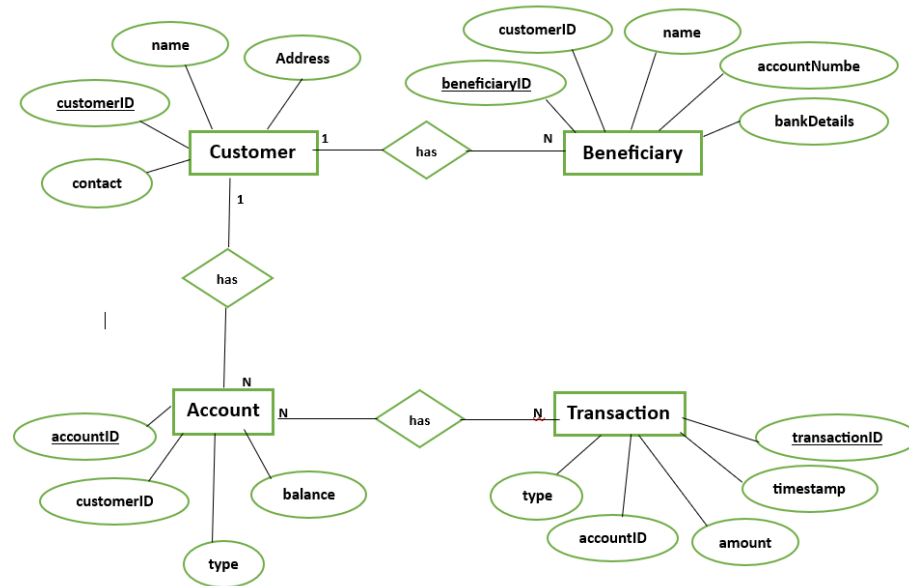 customerID
name
name
Address
accountNumbe
customerID
beneficiaryID
bankDetails
Customer
1
has
N
Beneficiary
contact
1
has
N
Account
N
has
N
Transaction
accountID
transactionID
customerID
balance
type
timestamp
type
accountID
amount